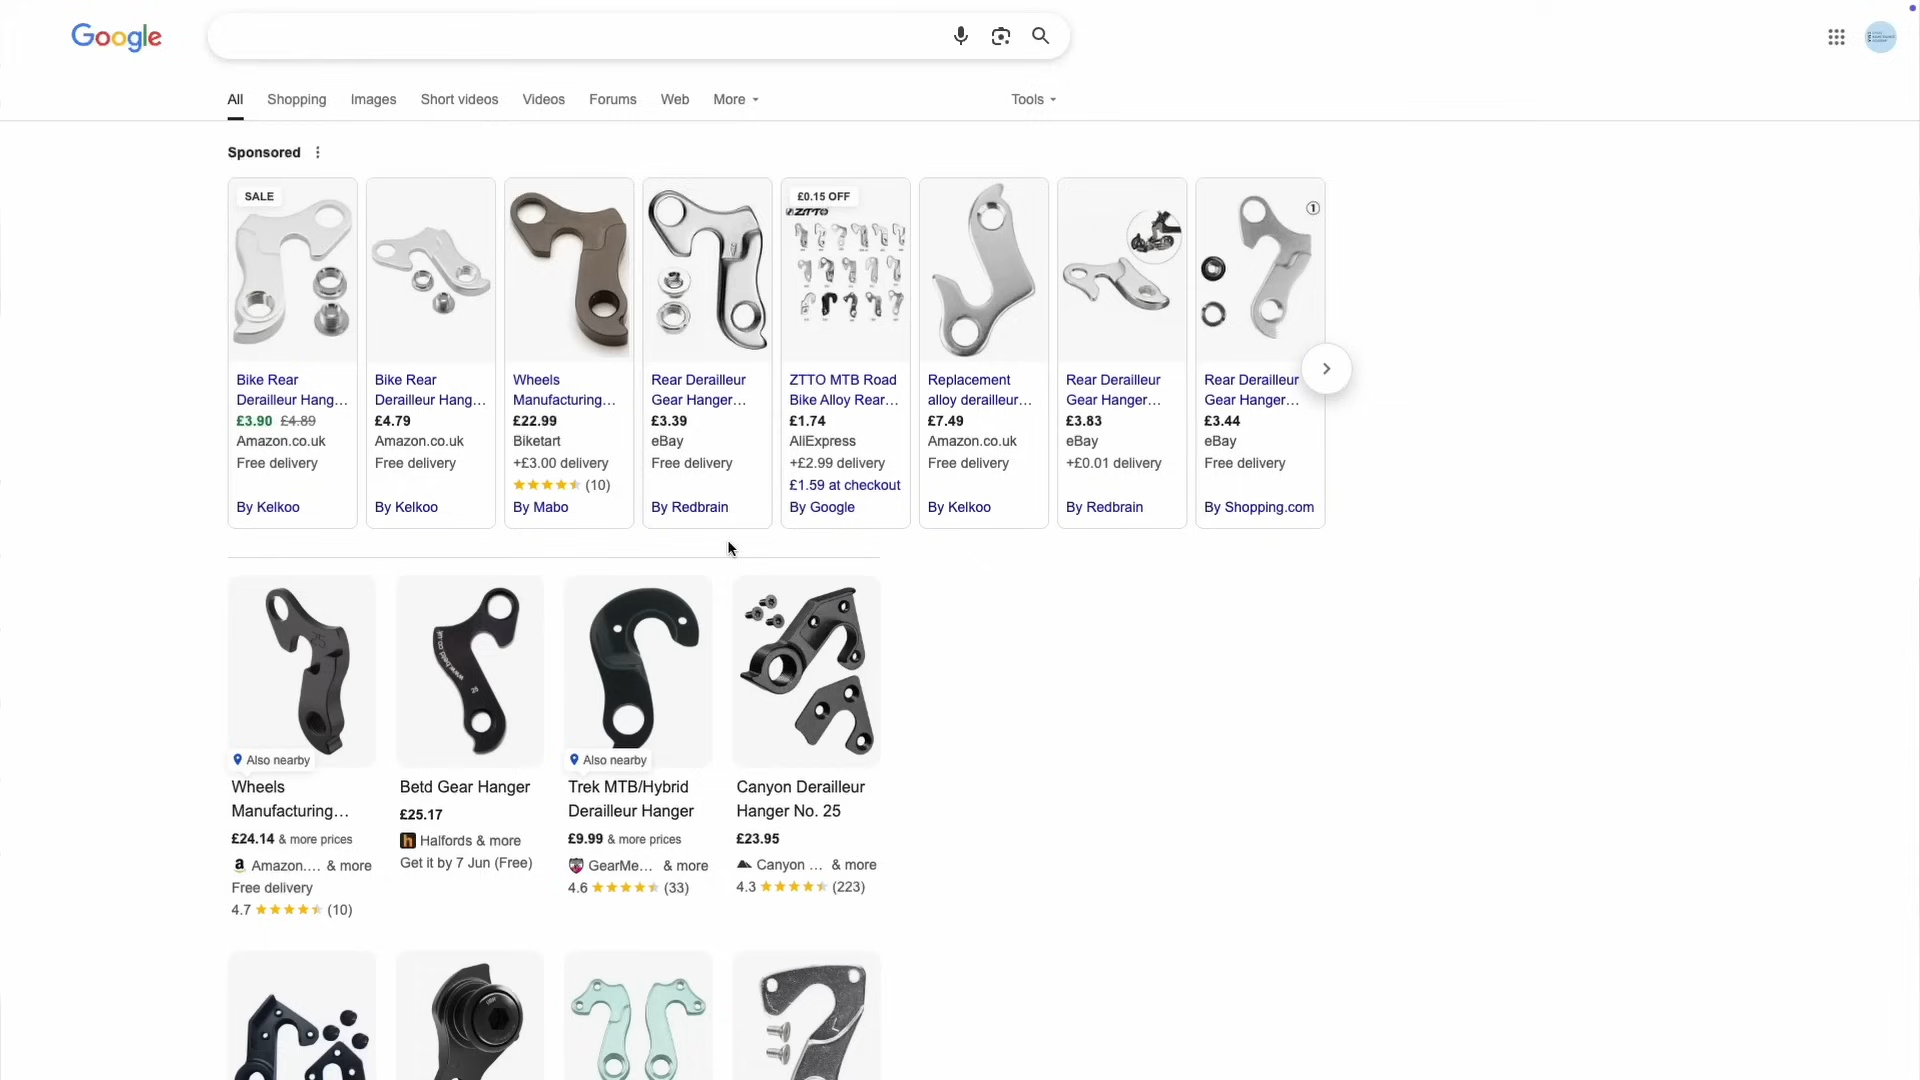 Google
All
Shopping
Images
Short videos
Videos
Forums
Web
More
Tools
Sponsored
SALE
Bike Rear
Derailleur Hang...
£3.90 £4.89
Amazon.co.uk
Free delivery
By Kelkoo
Bike Rear
Derailleur Hang...
£4.79
Amazon.co.uk
Free delivery
By Kelkoo
Wheels
Manufacturing...
£22.99
Biketart
+£3.00 delivery
(10)
By Mabo
Rear Derailleur
Gear Hanger...
£3.39
eBay
Free delivery
By Redbrain
£0.15 OFF
ZTTO
ZTTO MTB Road
Bike Alloy Rear...
£1.74
AliExpress
+£2.99 delivery
£1.59 at checkout
By Google
Replacement
alloy derailleur...
£7.49
Amazon.co.uk
Free delivery
By Kelkoo
Rear Derailleur
Gear Hanger...
£3.83
eBay
+£0.01 delivery
By Redbrain
1
Rear Derailleur
Gear Hanger...
£3.44
eBay
Free delivery
By Shopping.com
Also nearby
Wheels
Manufacturing...
£24.14 & more prices
Amazon.... & more
Free delivery
4.7 (10)
www.betd
25
Betd Gear Hanger
£25.17
Halfords & more
Get it by 7 Jun (Free)
Also nearby
Trek MTB/Hybrid
Derailleur Hanger
£9.99 & more prices
GearMe... & more
4.6 (33)
Canyon Derailleur
Hanger No. 25
£23.95
Canyon ... & more
4.3 (223)